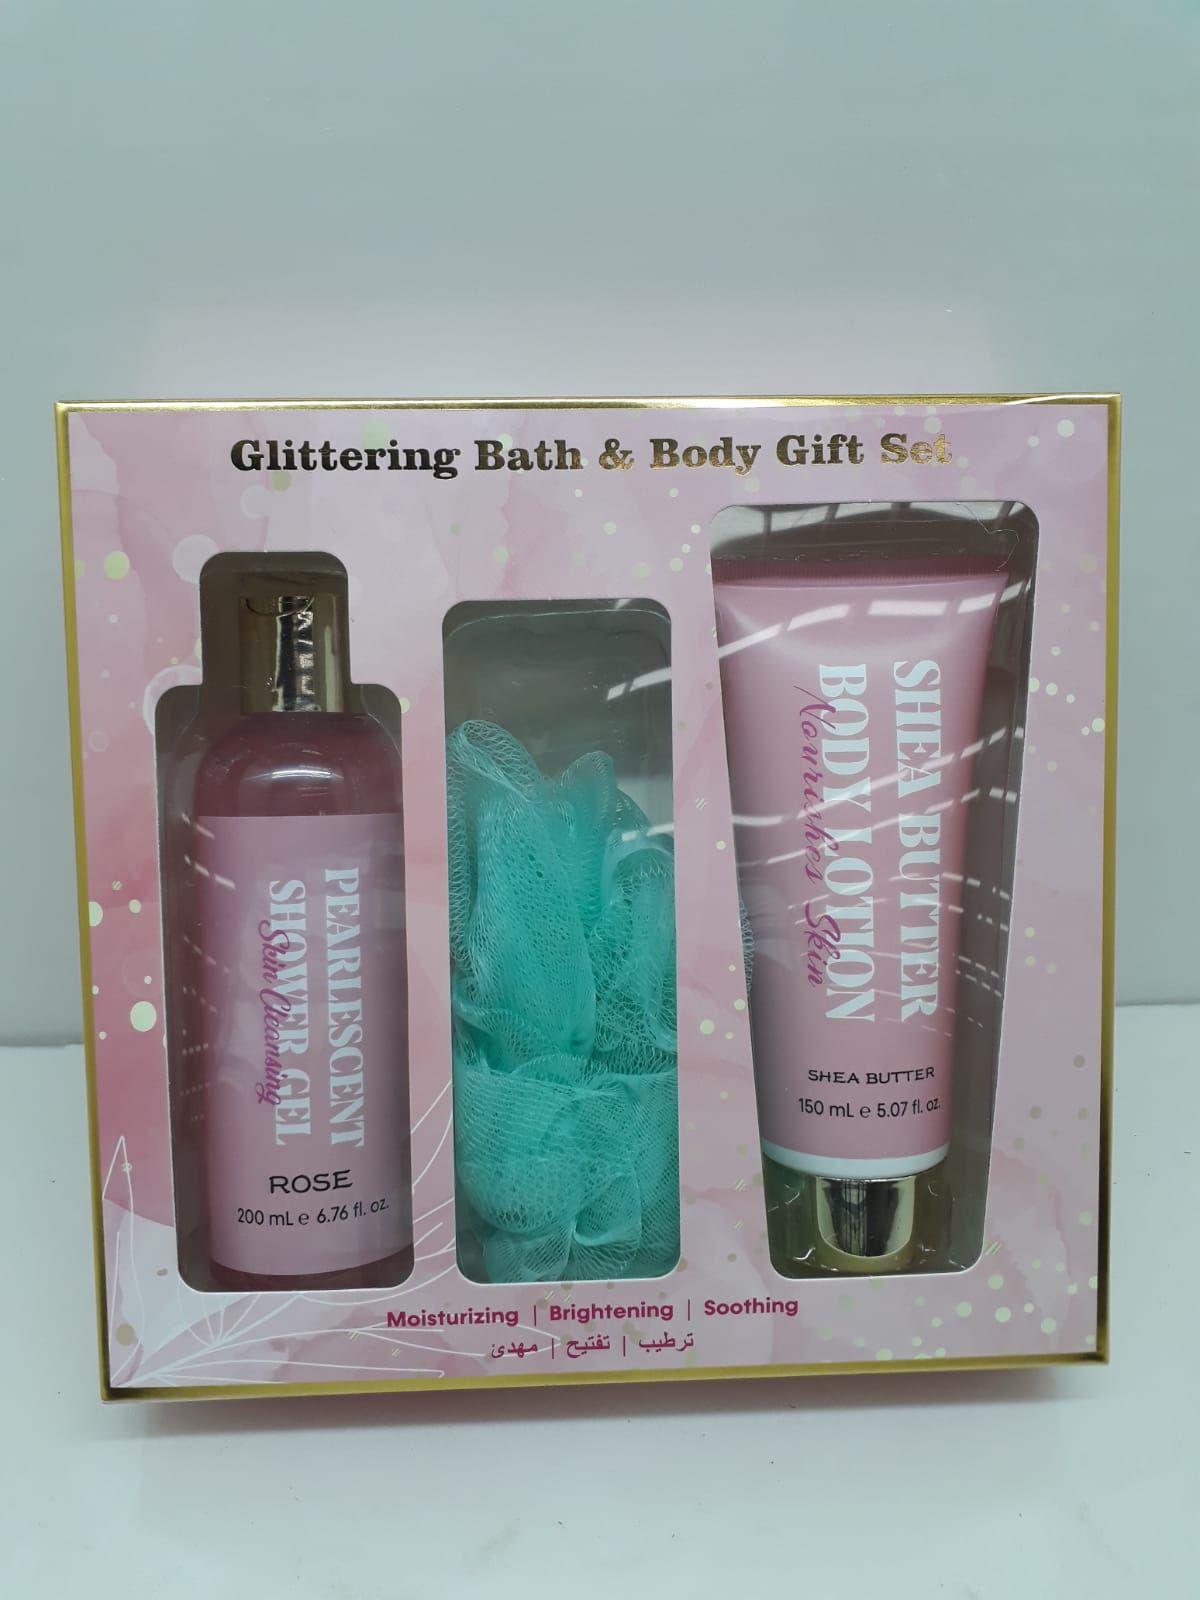 Glittering Bath & Body Gift Set
PEARLESCENT
SHOWER GEL
Skin Cleansing
ROSE
200 mL e 6.76 fl. oz.
SHEA BUTTER
BODY LOTION
Nourishes Skin
SHEA BUTTER
150 mL e 5.07 fl. oz.
Moisturizing | Brightening | Soothing
ترطيب | تفتيح | مهدئ